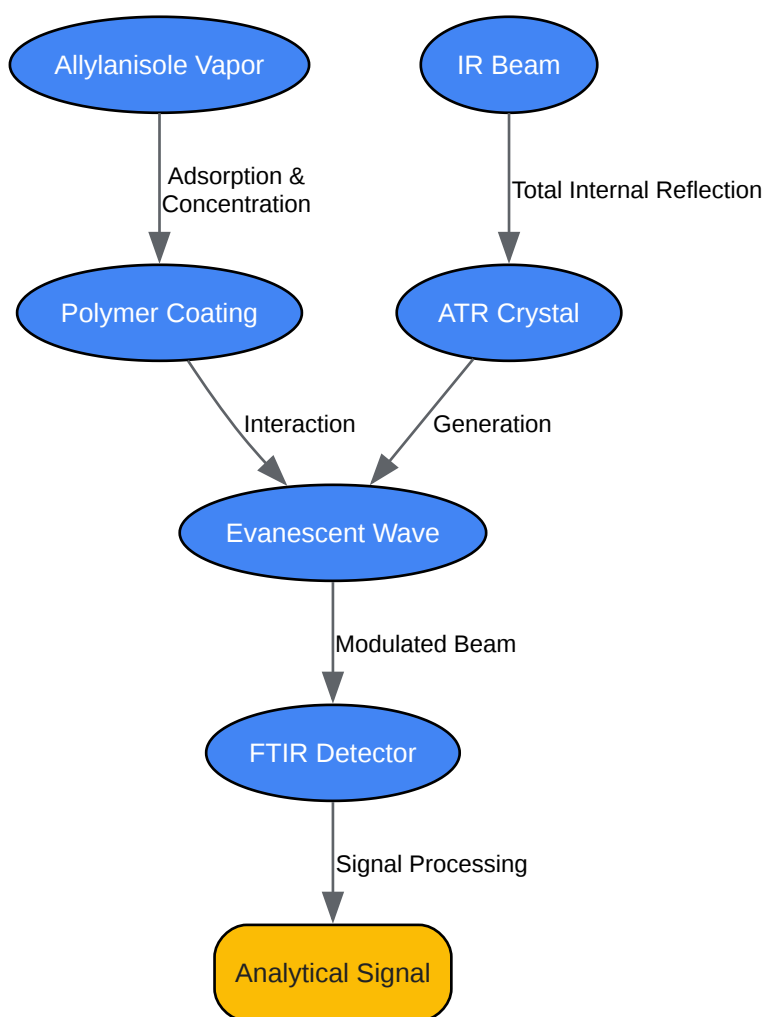 Allylanisole Vapor
IR Beam
Adsorption &
Concentration
Total Internal Reflection
Polymer Coating
ATR Crystal
Interaction
Generation
Evanescent Wave
Modulated Beam
FTIR Detector
Signal Processing
Analytical Signal